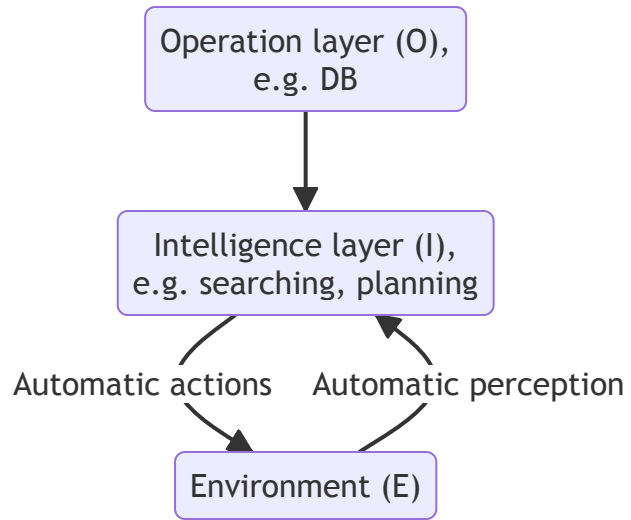 Operation layer (O),
e.g. DB
Intelligence layer (I),
e.g. searching, planning
Automatic actions
Automatic perception
Environment (E)